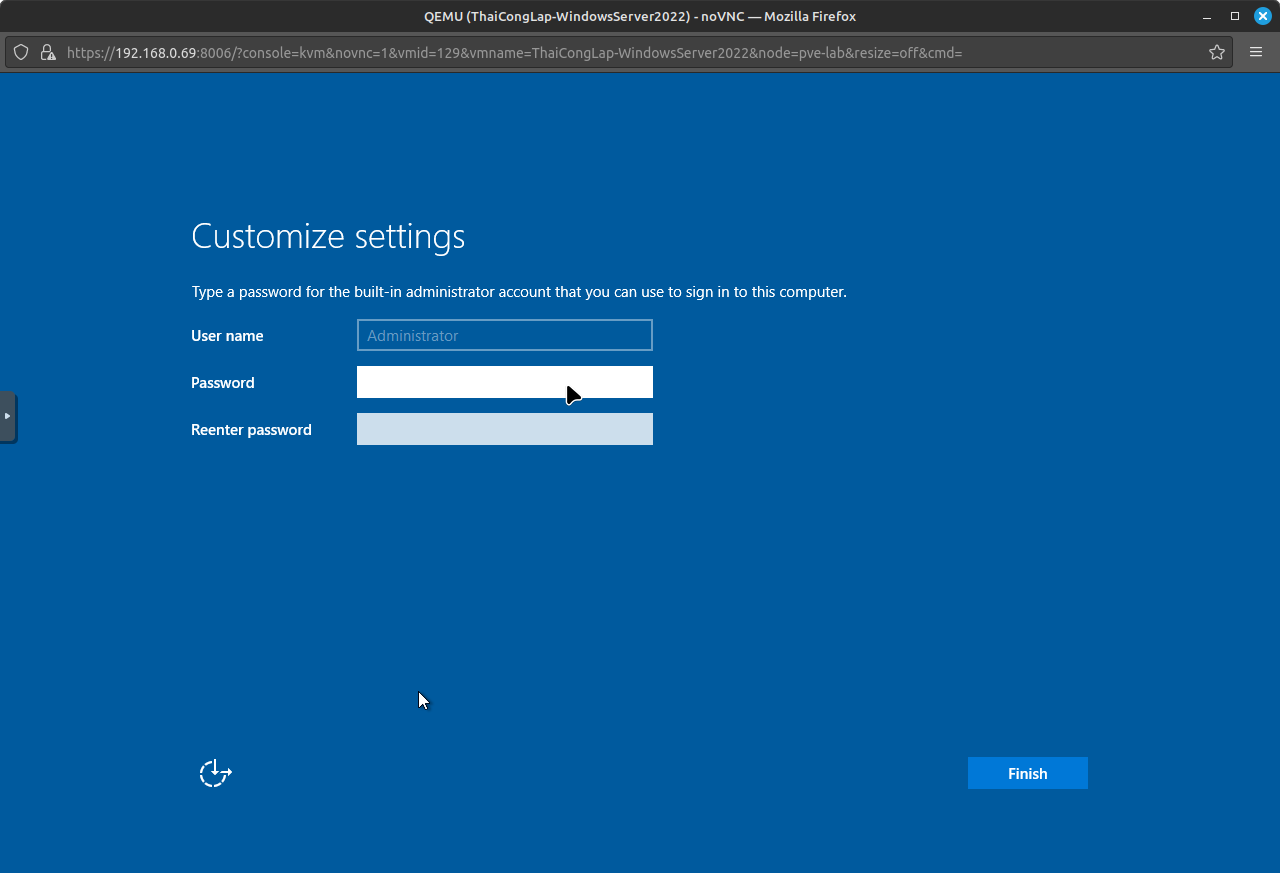 QEMU (ThaiCongLap-WindowsServer2022) - noVNC — Mozilla Firefox
https://192.168.0.69:8006/?console=kvm&novnc=1&vmid=129&vmname=ThaiCongLap-WindowsServer2022&node=pve-lab&resize=off&cmd=
Customize settings
Type a password for the built-in administrator account that you can use to sign in to this computer.
User name Administrator
Password
Reenter password
Finish